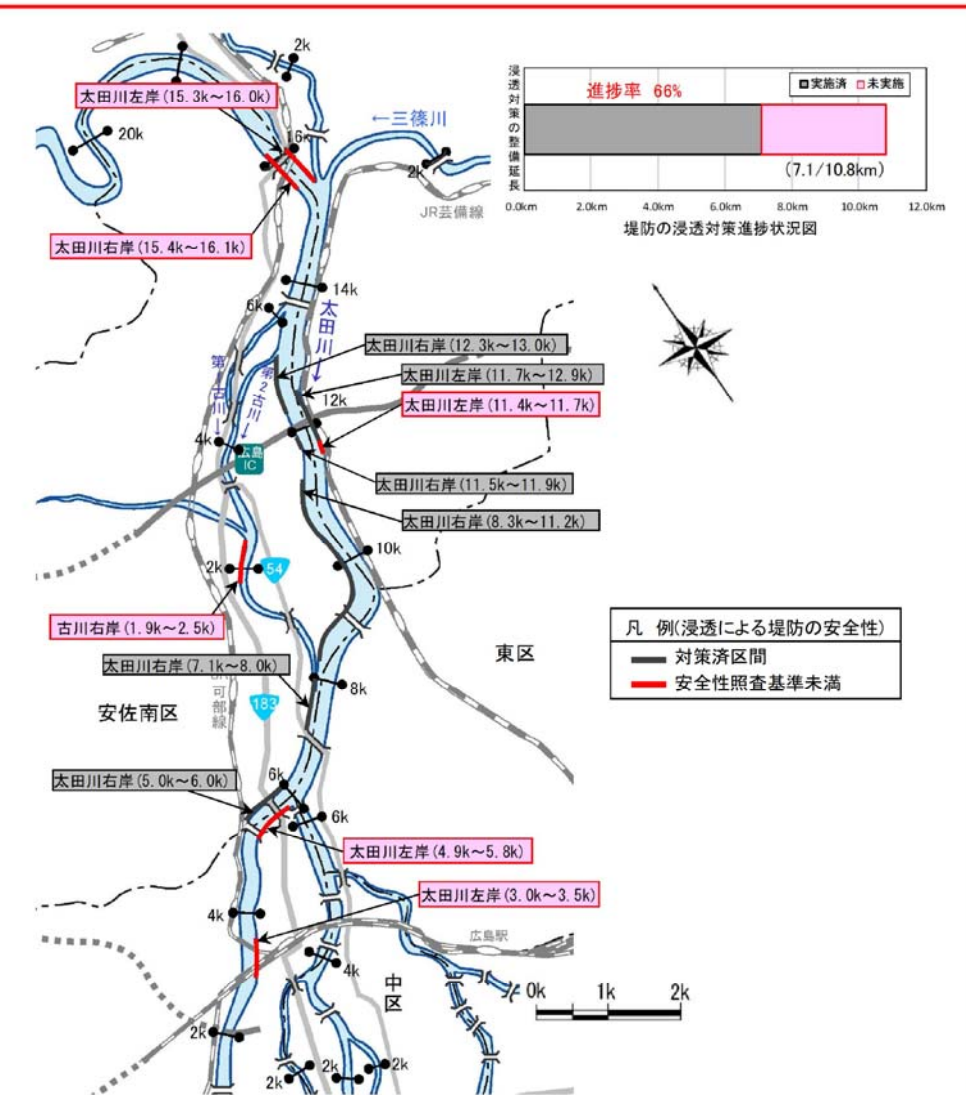 2k
太田川左岸(15.3k～16.0k)
20k
16k
←三篠川
2k
JR芸備線
太田川右岸(15.4k～16.1k)
浸透対策の整備延長
進捗率 66%
実施済
未実施
(7.1/10.8km)
0.0km
2.0km
4.0km
6.0km
8.0km
10.0km
12.0km
堤防の浸透対策進捗状況図
14k
6k
太田川→
太田川右岸(12.3k～13.0k)
第1古川→
第2古川→
太田川左岸(11.7k～12.9k)
12k
太田川左岸(11.4k～11.7k)
4k
広島
IC
太田川右岸(11.5k～11.9k)
太田川右岸(8.3k～11.2k)
10k
2k
54
古川右岸(1.9k～2.5k)
東区
太田川右岸(7.1k～8.0k)
8k
可部線
183
安佐南区
凡 例(浸透による堤防の安全性)
対策済区間
安全性照査基準未満
6k
太田川右岸(5.0k～6.0k)
6k
太田川左岸(4.9k～5.8k)
太田川左岸(3.0k～3.5k)
4k
広島駅
4k
中区
0k
1k
2k
2k
2k
2k
2k